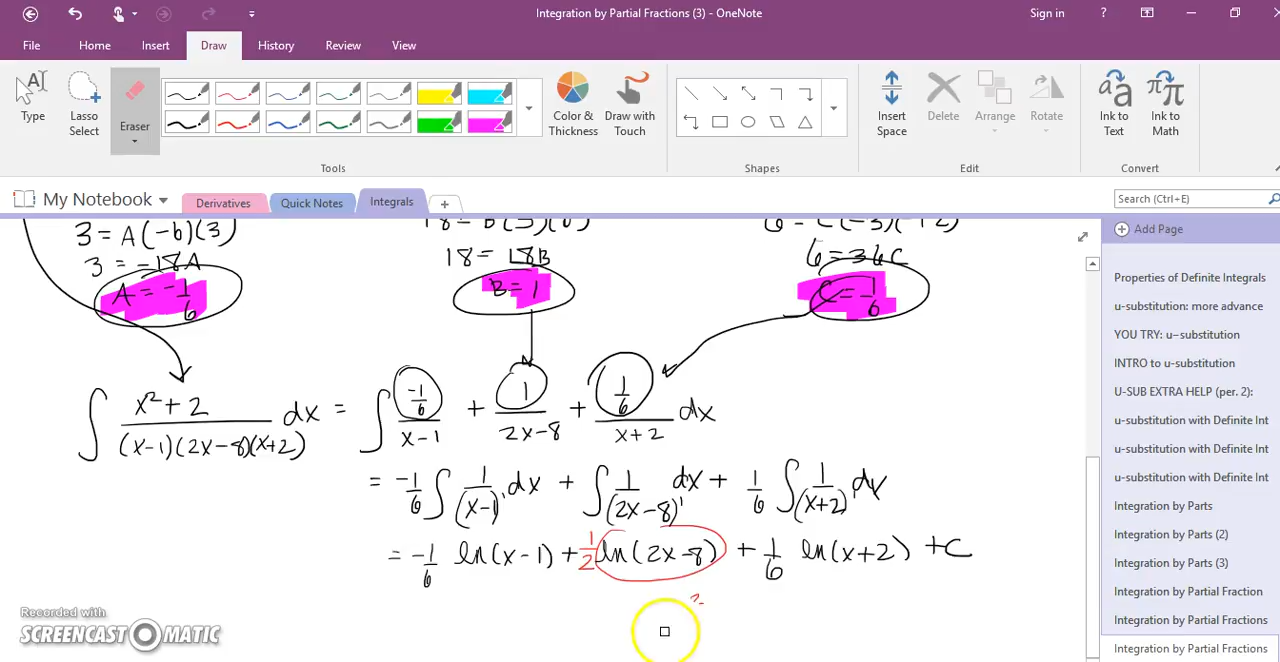 Integration by Partial Fractions (3) - OneNote
Sign in ?
File Home Insert Draw History Review View
Type
Lasso Select
Eraser
Color & Thickness
Draw with Touch
Insert Space
Delete
Arrange
Rotate
Ink to Text
Ink to Math
Tools
Shapes
Edit
Convert
My Notebook
Derivatives
Quick Notes
Integrals
Search (Ctrl+E)
Add Page
Properties of Definite Integrals
u-substitution: more advance
YOU TRY: u-substitution
INTRO to u-substitution
U-SUB EXTRA HELP (per. 2):
u-substitution with Definite Int
u-substitution with Definite Int
u-substitution with Definite Int
Integration by Parts
Integration by Parts (2)
Integration by Parts (3)
Integration by Partial Fraction
Integration by Partial Fractions
Integration by Partial Fractions
3 = A(-6)(3)
3 = -18A
A = -1/6
18 = 18B
B = 1
6 = 36C
C = 1/6
∫ (x² + 2)/((x-1)(2x-8)(x+2)) dx = ∫ (-1/6)/(x-1) + 1/(2x-8) + (1/6)/(x+2) dx
= -1/6 ∫ 1/(x-1)¹ dx + ∫ 1/(2x-8)¹ dx + 1/6 ∫ 1/(x+2)¹ dx
= -1/6 ln(x-1) + 1/2 ln(2x-8) + 1/6 ln(x+2) + C
Recorded with
SCREENCAST-O-MATIC